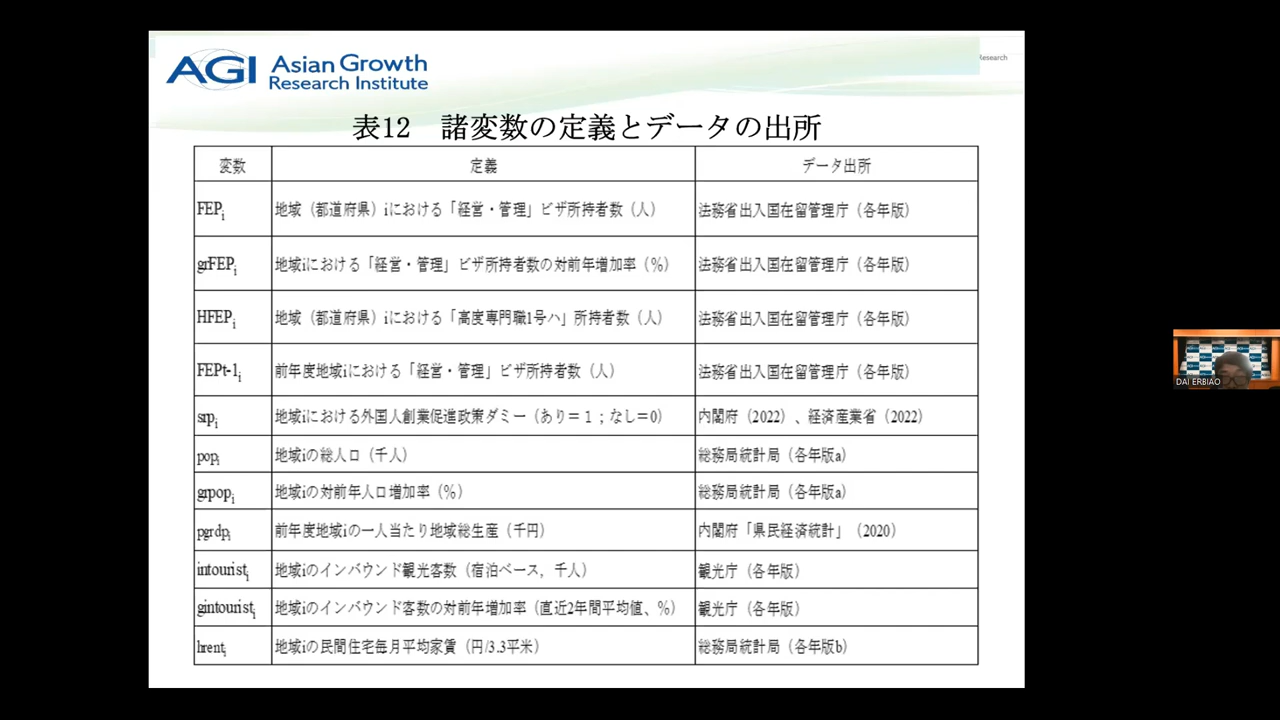 AGI Asian Growth
Research Institute
Research
表12 諸変数の定義とデータの出所
変数 定義 データ出所
FEPi 地域（都道府県）iにおける「経営・管理」ビザ所持者数（人） 法務省出入国在留管理庁（各年版）
grFEPi 地域iにおける「経営・管理」ビザ所持者数の対前年増加率（%） 法務省出入国在留管理庁（各年版）
HFEPi 地域（都道府県）iにおける「高度専門職1号ハ」所持者数（人） 法務省出入国在留管理庁（各年版）
FEPt-1i 前年度地域iにおける「経営・管理」ビザ所持者数（人） 法務省出入国在留管理庁（各年版）
srpi 地域iにおける外国人創業促進政策ダミー（あり＝１；なし＝0） 内閣府（2022）、経済産業省（2022）
popi 地域iの総人口（千人） 総務局統計局（各年版a）
grpopi 地域iの対前年人口増加率（%） 総務局統計局（各年版a）
pgrdpi 前年度地域iの一人当たり地域総生産（千円） 内閣府「県民経済統計」（2020）
intouristi 地域iのインバウンド観光客数（宿泊ベース，千人） 観光庁（各年版）
gintouristi 地域iのインバウンド客数の対前年増加率（直近2年間平均値、%） 観光庁（各年版）
hrenti 地域iの民間住宅毎月平均家賃（円/3.3平米） 総務局統計局（各年版b）
DAI ERBIAO